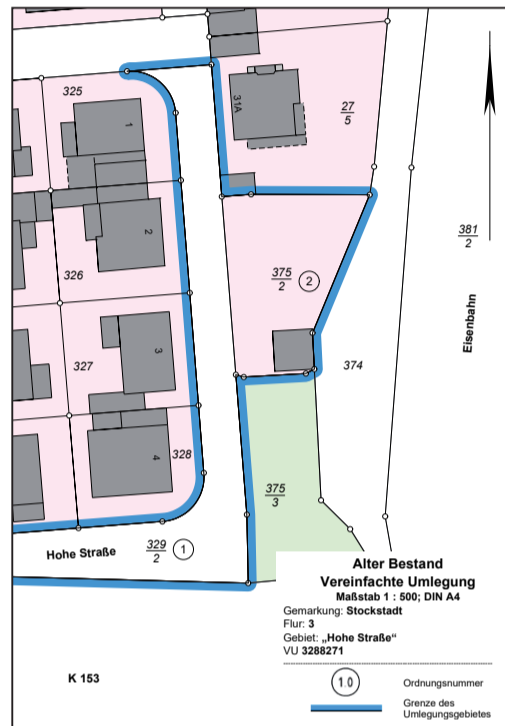 325
1
31A
27
5
381
2
2
375
2
2
326
Eisenbahn
3
374
327
328
4
375
3
Hohe Straße
329
2
1
K 153
Alter Bestand
Vereinfachte Umlegung
Maßstab 1 : 500; DIN A4
Gemarkung: Stockstadt
Flur: 3
Gebiet: „Hohe Straße“
VU 3288271
1.0 Ordnungsnummer
Grenze des
Umlegungsgebietes